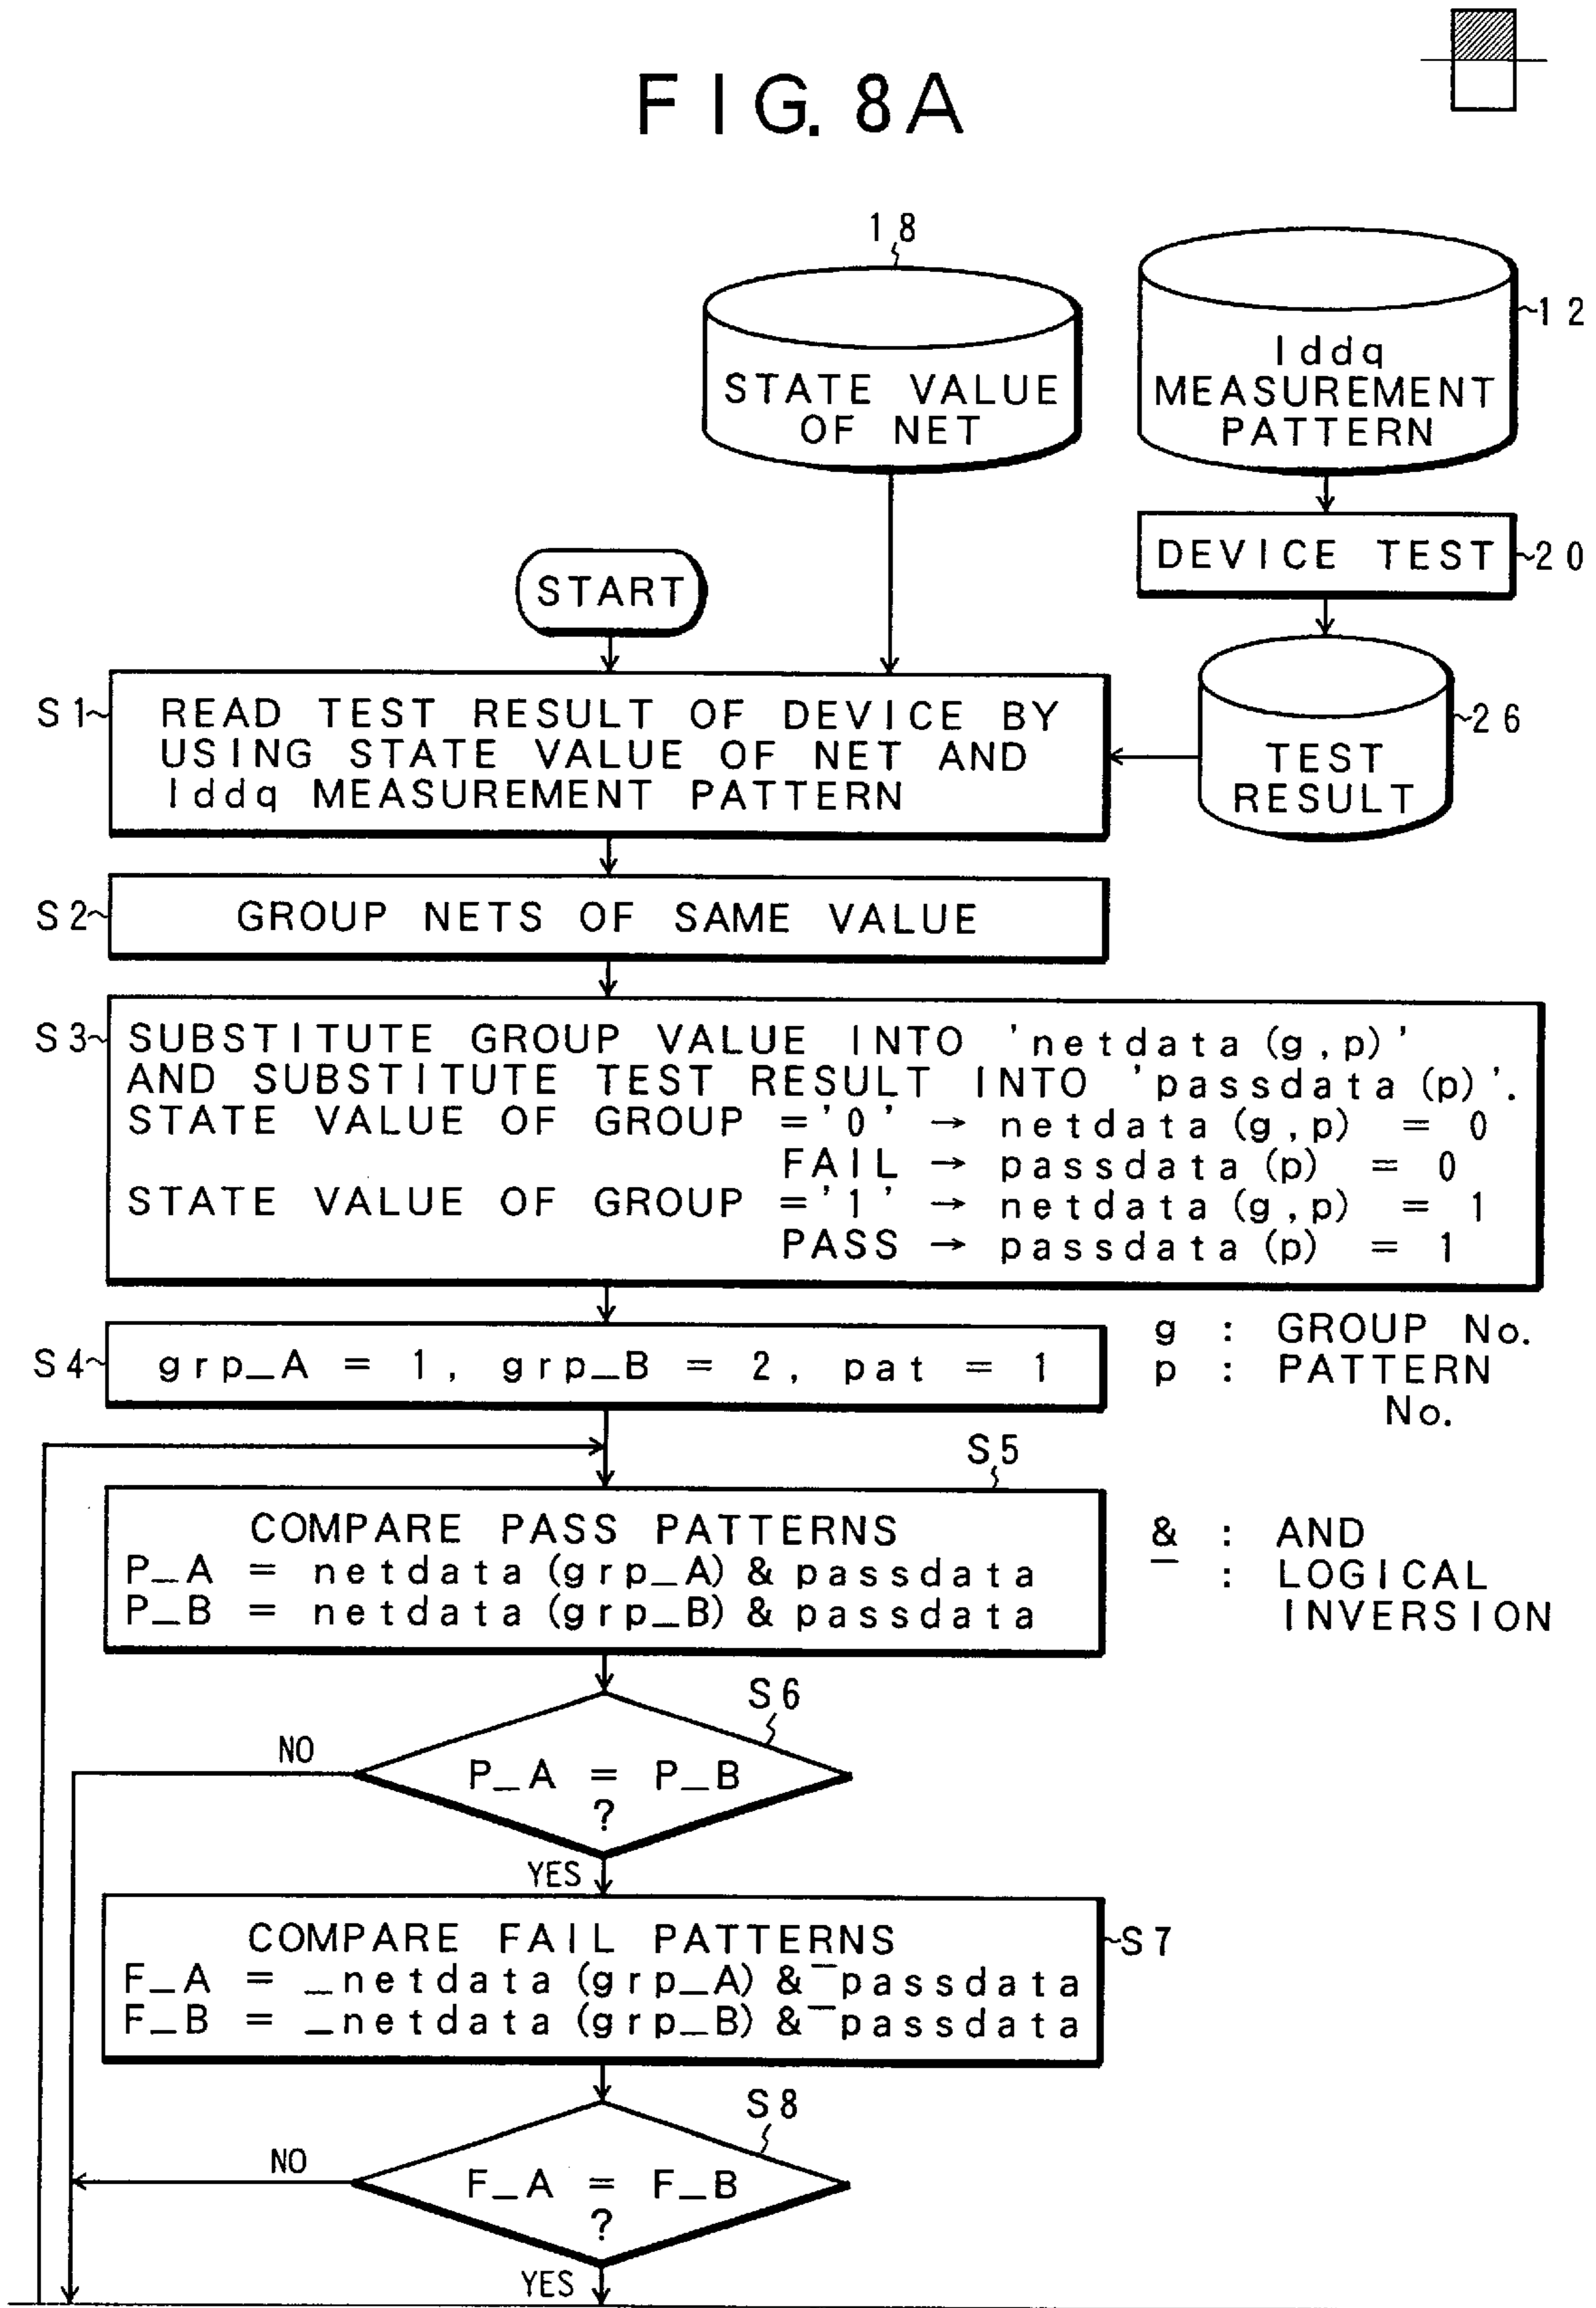 FIG. 8A
18
STATE VALUE
OF NET
12
Iddq
MEASUREMENT
PATTERN
DEVICE TEST
20
START
S1
READ TEST RESULT OF DEVICE BY
USING STATE VALUE OF NET AND
Iddq MEASUREMENT PATTERN
26
TEST
RESULT
S2
GROUP NETS OF SAME VALUE
S3
SUBSTITUTE GROUP VALUE INTO 'netdata(g,p)'
AND SUBSTITUTE TEST RESULT INTO 'passdata(p)'.
STATE VALUE OF GROUP ='0' → netdata(g,p) = 0
FAIL → passdata(p) = 0
STATE VALUE OF GROUP ='1' → netdata(g,p) = 1
PASS → passdata(p) = 1
S4
grp_A = 1, grp_B = 2, pat = 1
g : GROUP No.
p : PATTERN
No.
S5
COMPARE PASS PATTERNS
P_A = netdata(grp_A) & passdata
P_B = netdata(grp_B) & passdata
& : AND
‾ : LOGICAL
INVERSION
S6
P_A = P_B
?
NO
YES
S7
COMPARE FAIL PATTERNS
F_A = _netdata(grp_A) &‾passdata
F_B = _netdata(grp_B) &‾passdata
S8
F_A = F_B
?
NO
YES